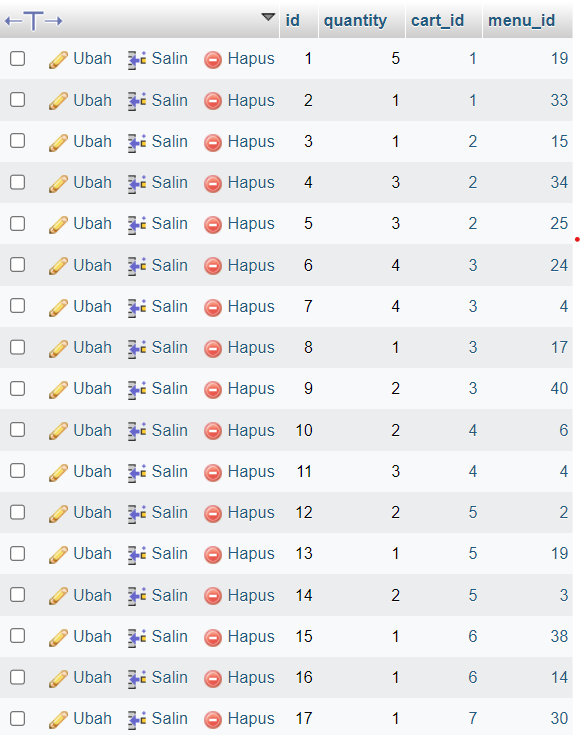 id quantity cart_id menu_id
Ubah Salin Hapus 1 5 1 19
Ubah Salin Hapus 2 1 1 33
Ubah Salin Hapus 3 1 2 15
Ubah Salin Hapus 4 3 2 34
Ubah Salin Hapus 5 3 2 25
Ubah Salin Hapus 6 4 3 24
Ubah Salin Hapus 7 4 3 4
Ubah Salin Hapus 8 1 3 17
Ubah Salin Hapus 9 2 3 40
Ubah Salin Hapus 10 2 4 6
Ubah Salin Hapus 11 3 4 4
Ubah Salin Hapus 12 2 5 2
Ubah Salin Hapus 13 1 5 19
Ubah Salin Hapus 14 2 5 3
Ubah Salin Hapus 15 1 6 38
Ubah Salin Hapus 16 1 6 14
Ubah Salin Hapus 17 1 7 30